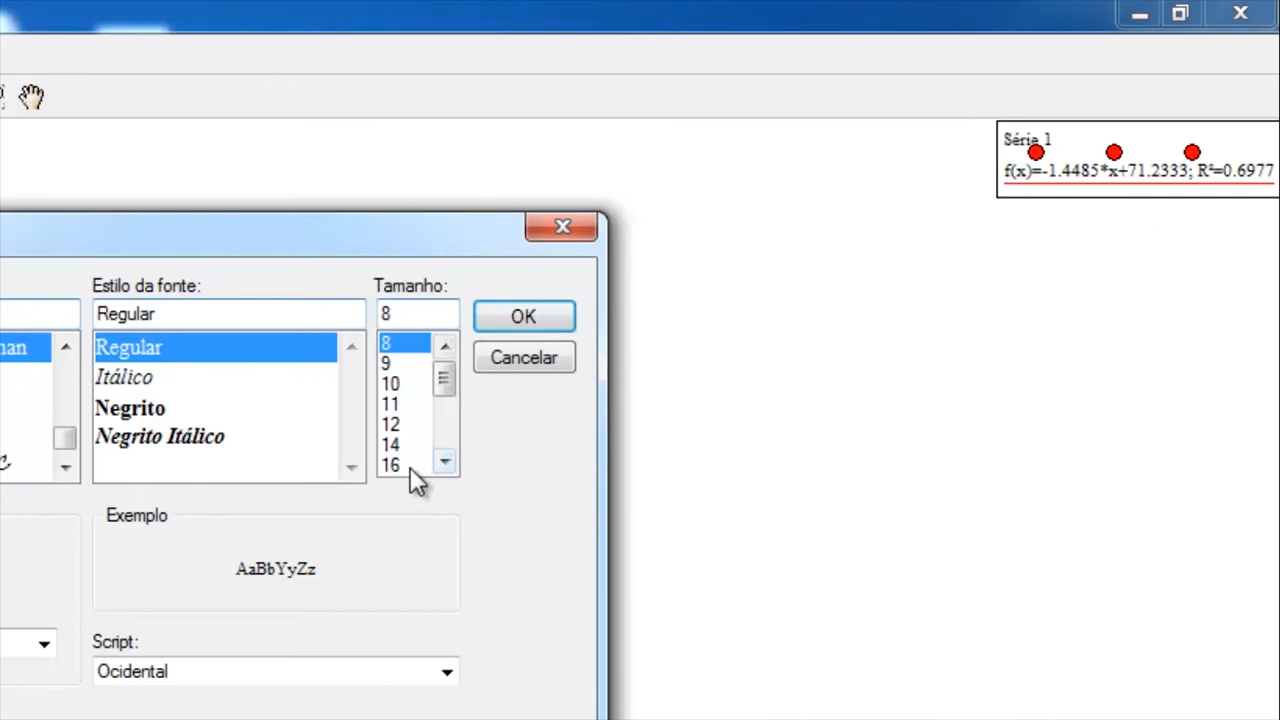 Série 1
f(x)=-1.4485*x+71.2333; R²=0.6977
Estilo da fonte:
Tamanho:
Regular
8
OK
Cancelar
Regular
Itálico
Negrito
Negrito Itálico
8
9
10
11
12
14
16
Exemplo
AaBbYyZz
Script:
Ocidental